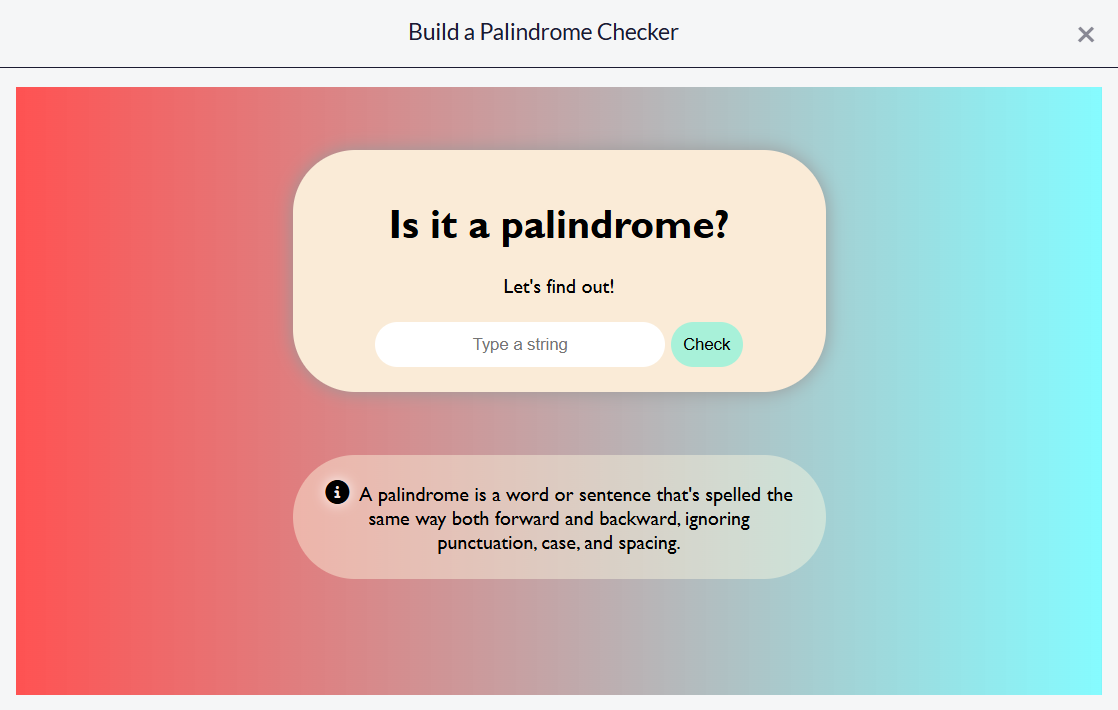 Build a Palindrome Checker
Is it a palindrome?
Let's find out!
Type a string
Check
A palindrome is a word or sentence that's spelled the
same way both forward and backward, ignoring
punctuation, case, and spacing.